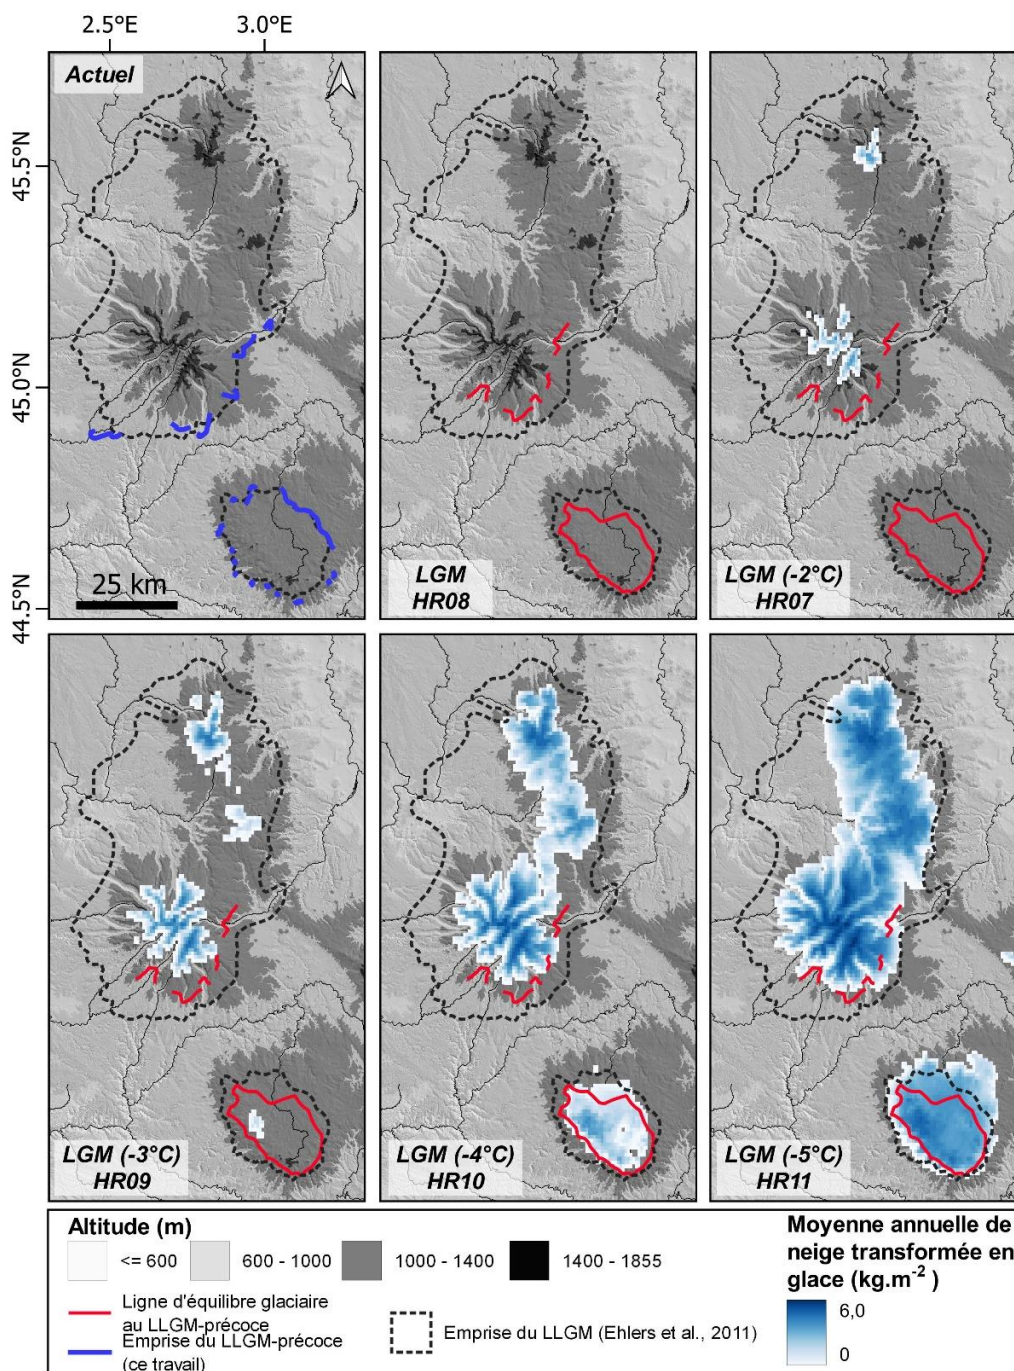 2.5°E 3.0°E
Actuel
45.5°N
45.0°N
44.5°N
25 km
LGM
HR08
LGM (-2°C)
HR07
LGM (-3°C)
HR09
LGM (-4°C)
HR10
LGM (-5°C)
HR11
Altitude (m)
<= 600 600 - 1000 1000 - 1400 1400 - 1855
Ligne d'équilibre glaciaire
au LLGM-précoce
Emprise du LLGM-précoce
(ce travail)
Emprise du LLGM (Ehlers et al., 2011)
Moyenne annuelle de
neige transformée en
glace (kg.m-2 )
6,0
0